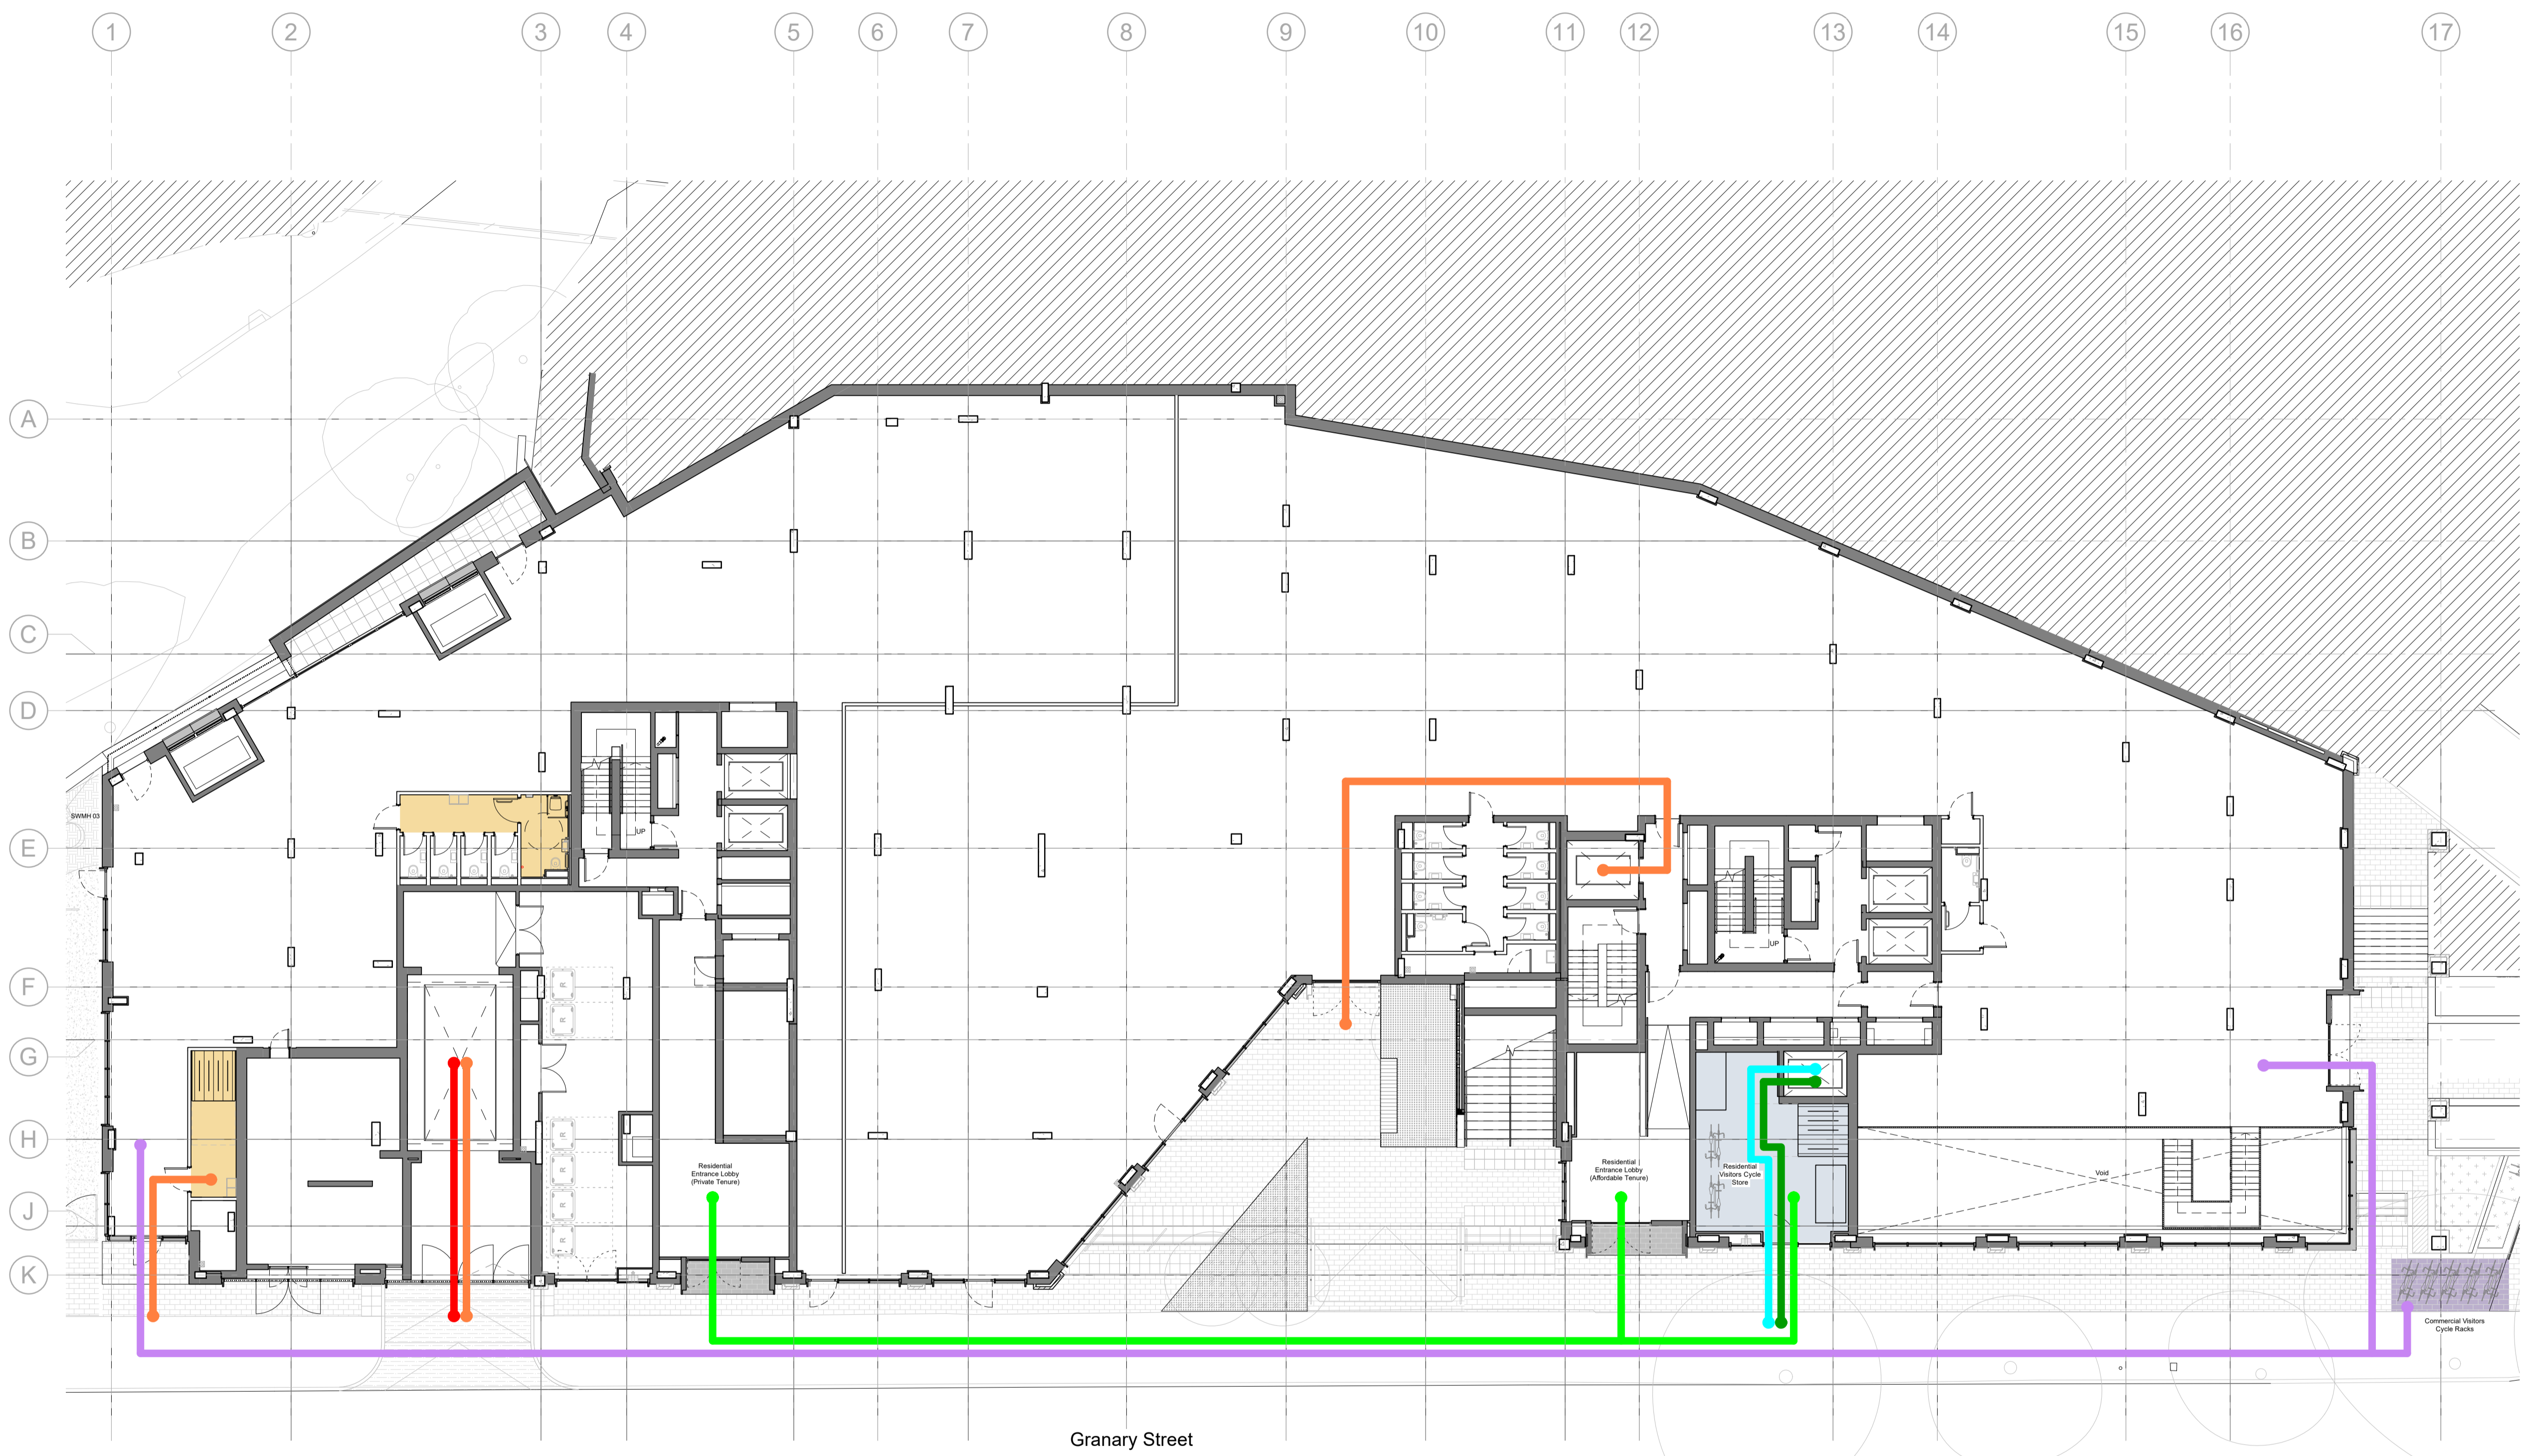 1 2 3 4 5 6 7 8 9 10 11 12 13 14 15 16 17
A
B
C
D
SWMH 03
UP
E
UP
R
F
R
G
R
H
R
Residential
Entrance Lobby
(Private Tenure)
Residential
Entrance Lobby
(Affordable Tenure)
Residential
Visitors Cycle
Store
Void
R
J
R
K
Commercial Visitors
Cycle Racks
Granary Street